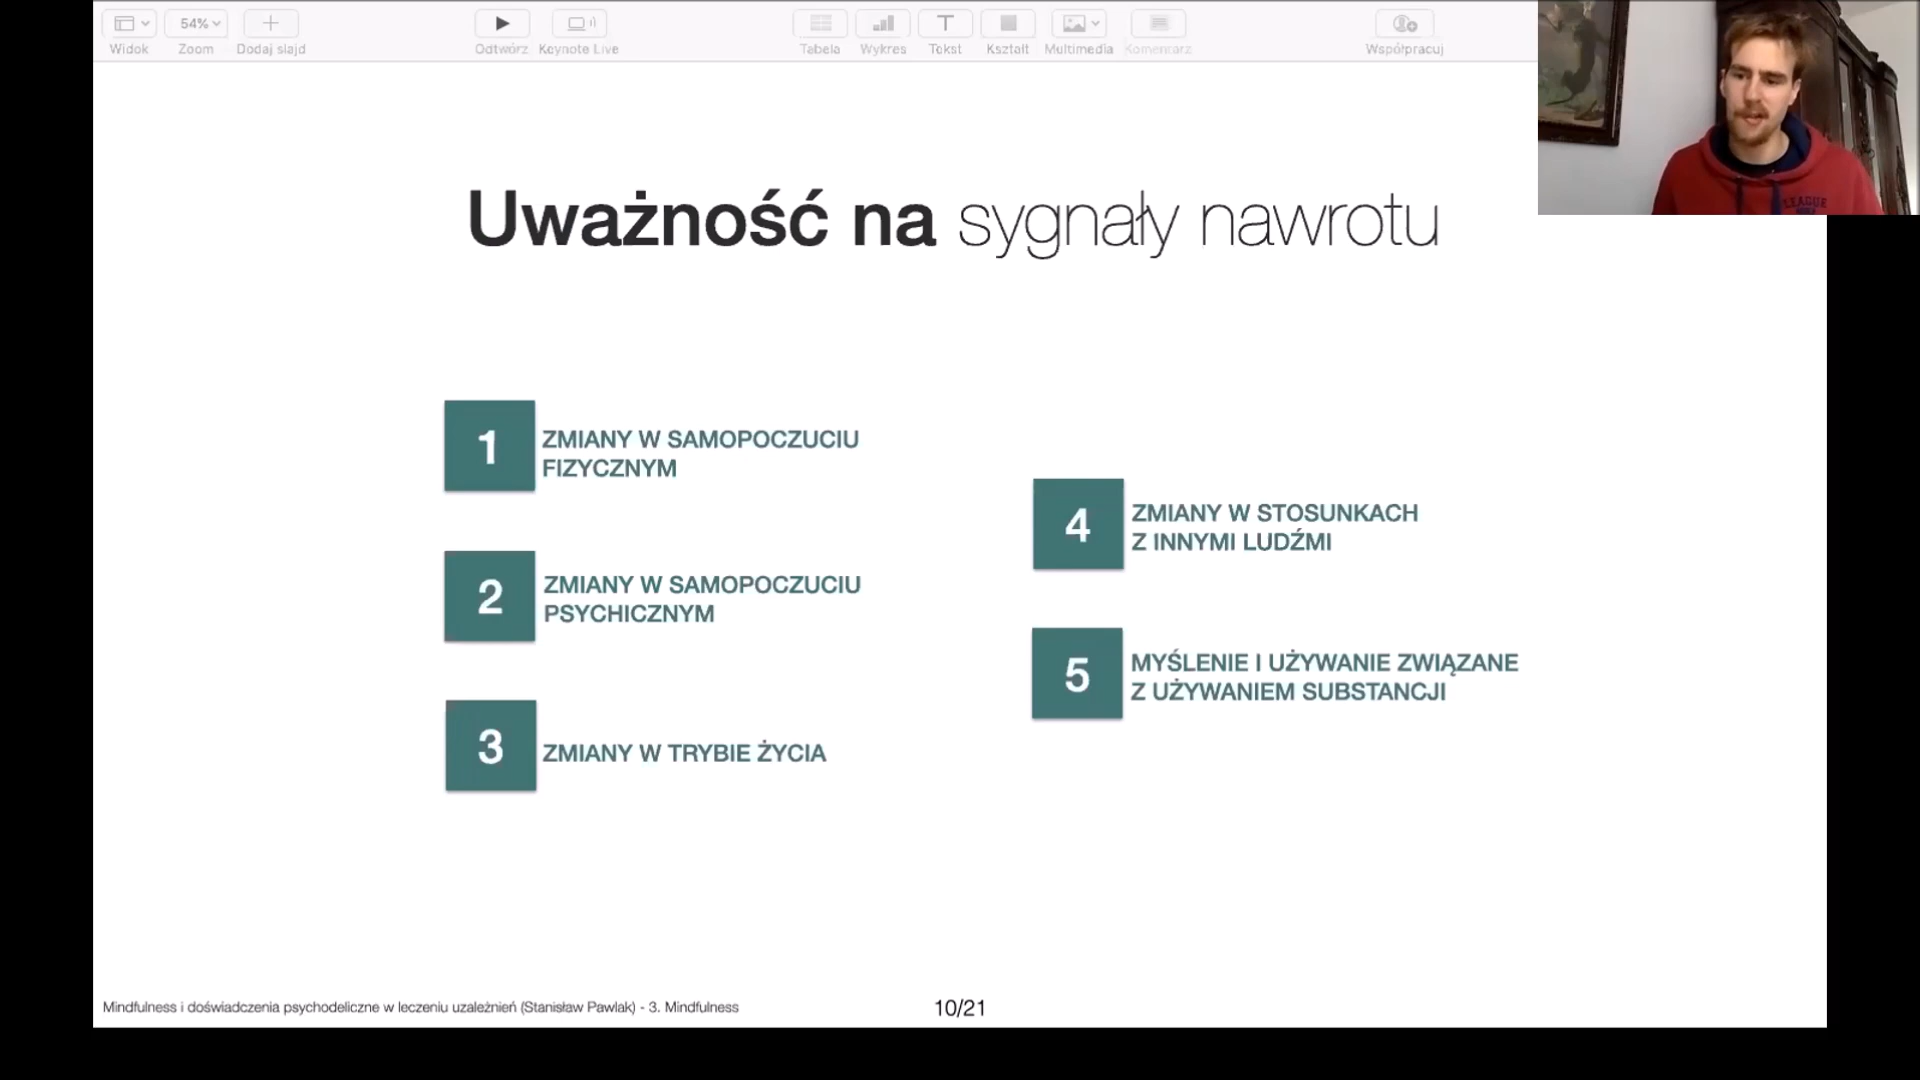 54%
Widok
Zoom
Dodaj slajd
Odtwórz
Keynote Live
Tabela
Wykres
T
Tekst
Kształt
Multimedia
Komentarz
Współpracuj
LEAGUE
Uważność na sygnały nawrotu
1
ZMIANY W SAMOPOCZUCIU
FIZYCZNYM
2
ZMIANY W SAMOPOCZUCIU
PSYCHICZNYM
3
ZMIANY W TRYBIE ŻYCIA
4
ZMIANY W STOSUNKACH
Z INNYMI LUDŹMI
5
MYŚLENIE I UŻYWANIE ZWIĄZANE
Z UŻYWANIEM SUBSTANCJI
Mindfulness i doświadczenia psychodeliczne w leczeniu uzależnień (Stanisław Pawlak) - 3. Mindfulness
10/21